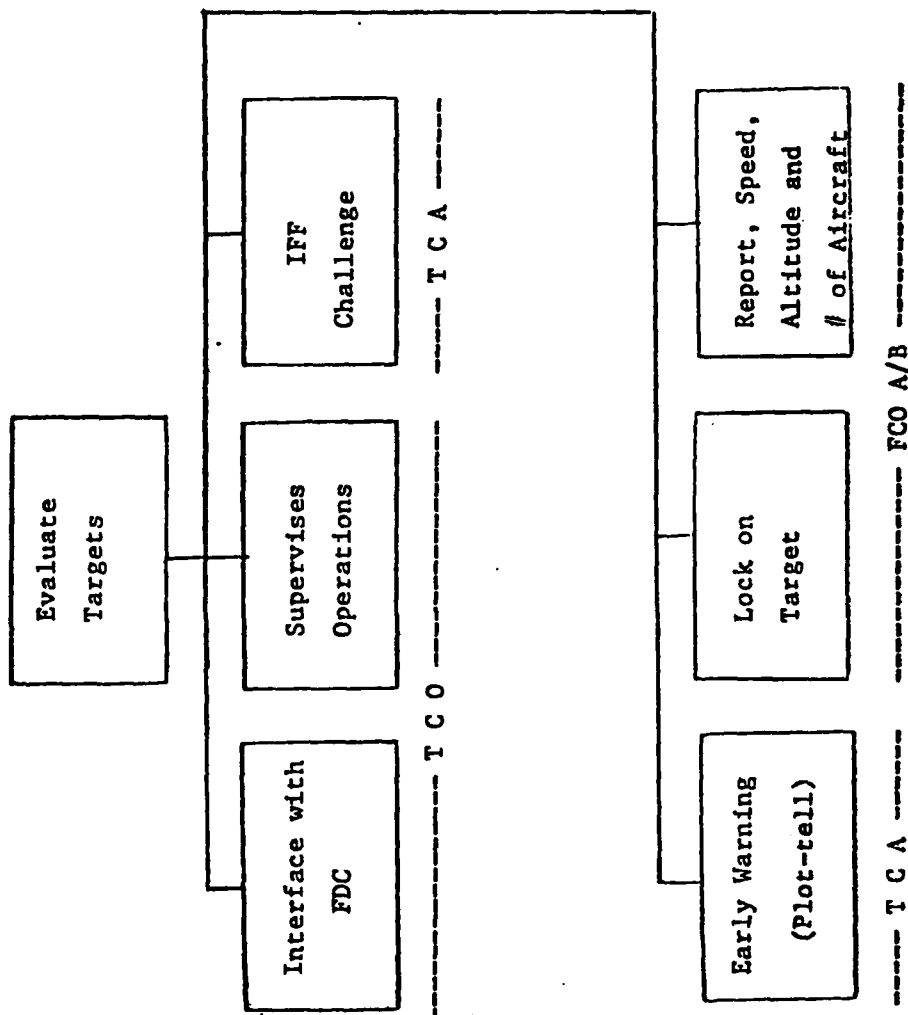 Evaluate
Targets
Interface with
FDC
Supervises
Operations
IFF
Challenge
---------- T C O ----------
----- T C A -----
Early Warning
(Plot-tell)
Lock on
Target
Report, Speed,
Altitude and
# of Aircraft
----- T C A -----
---------- FCO A/B ----------